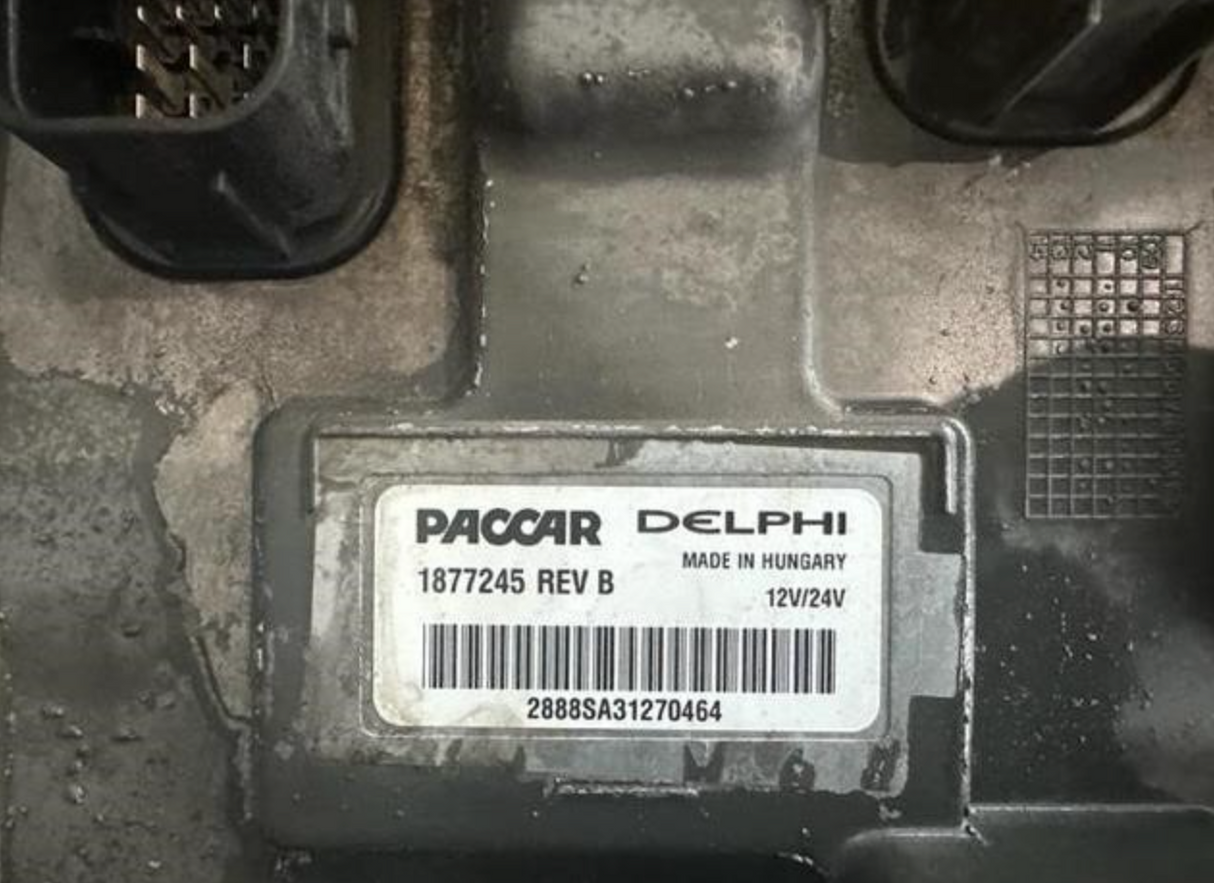 PACCAR DELPHI
MADE IN HUNGARY
1877245 REV B
12V/24V
2888SA31270464